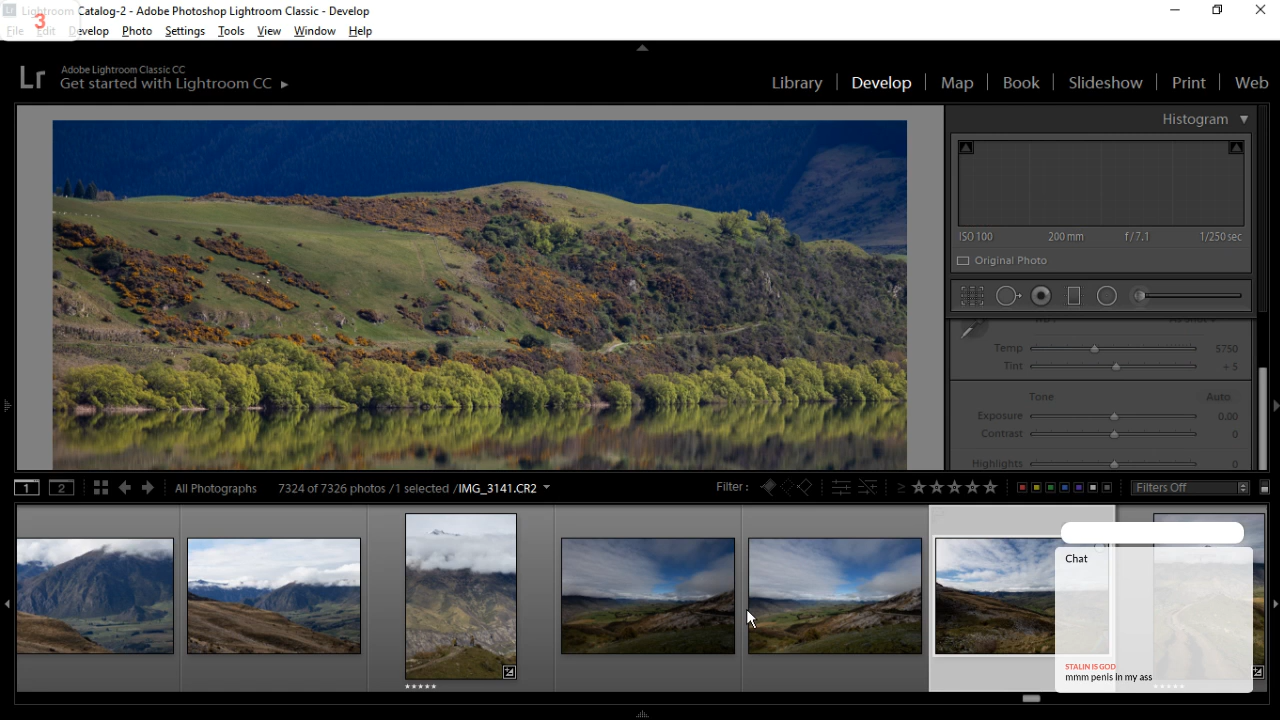 Lightroom Catalog-2 - Adobe Photoshop Lightroom Classic - Develop
3
File Edit Develop Photo Settings Tools View Window Help
Lr
Adobe Lightroom Classic CC
Get started with Lightroom CC
Library Develop Map Book Slideshow Print Web
Histogram
ISO 100 200 mm f / 7.1 1/250 sec
Original Photo
Temp 5750
Tint + 5
Tone Auto
Exposure 0.00
Contrast 0
Highlights 0
1 2 All Photographs 7324 of 7326 photos /1 selected /IMG_3141.CR2 Filter : Filters Off
Chat
STALIN IS GOD
mmm penis in my ass